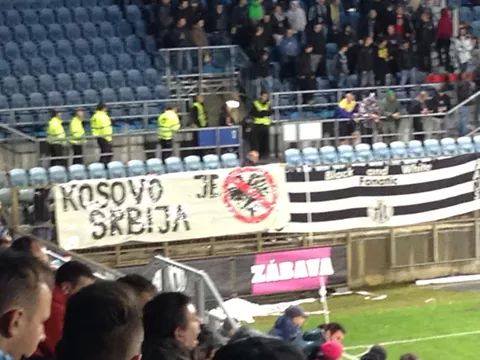 KOSOVO JE
SRBIJA
Black and White
Fanatic
ZÁBAVA